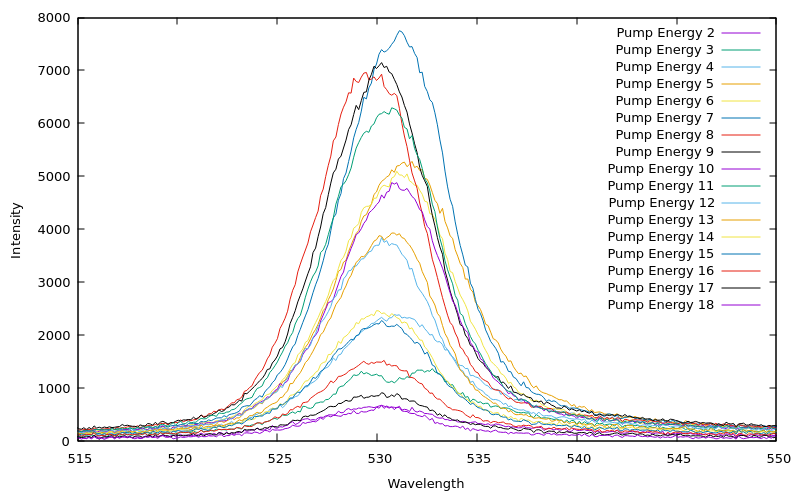 8000
7000
6000
5000
4000
3000
2000
1000
0
515 520 525 530 535 540 545 550
Intensity
Wavelength
Pump Energy 2
Pump Energy 3
Pump Energy 4
Pump Energy 5
Pump Energy 6
Pump Energy 7
Pump Energy 8
Pump Energy 9
Pump Energy 10
Pump Energy 11
Pump Energy 12
Pump Energy 13
Pump Energy 14
Pump Energy 15
Pump Energy 16
Pump Energy 17
Pump Energy 18